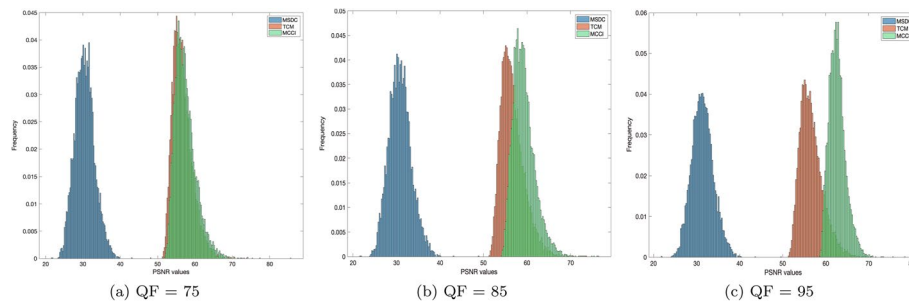 0.045
0.04
0.035
0.03
0.025
0.02
0.015
0.01
0.005
0
Frequency
20 30 40 50 60 70 80
PSNR values
MSDC
TCM
MCCI
(a) QF = 75
0.05
0.045
0.04
0.035
0.03
0.025
0.02
0.015
0.01
0.005
0
Frequency
30 40 50 60 70
PSNR values
MSDC
TCM
MCCI
(b) QF = 85
0.06
0.05
0.04
0.03
0.02
0.01
0
Frequency
20 30 40 50 60 70 80
PSNR values
MSDC
TCM
MCC
(c) QF = 95